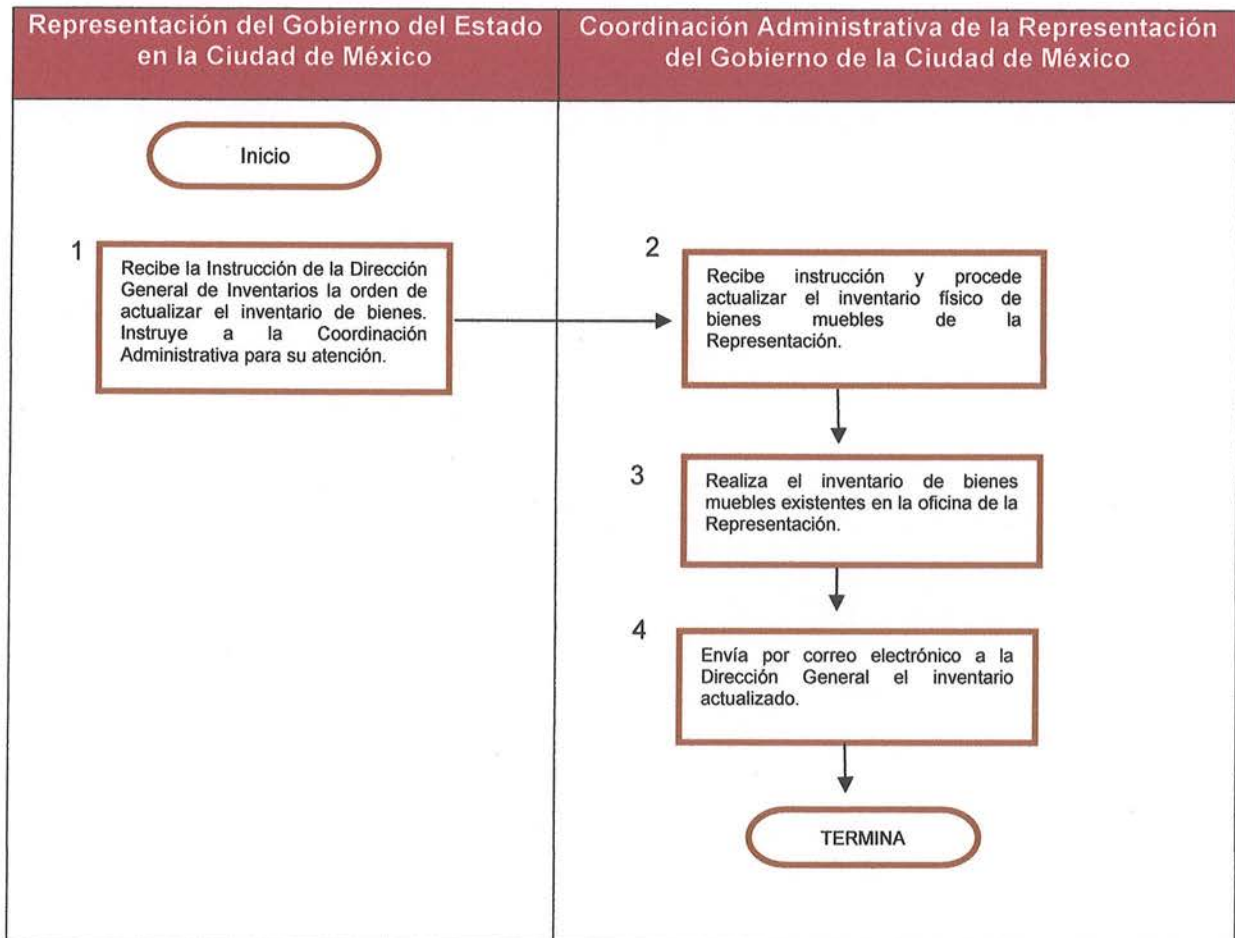 Representación del Gobierno del Estado
en la Ciudad de México
Coordinación Administrativa de la Representación
del Gobierno de la Ciudad de México
Inicio
1
Recibe la Instrucción de la Dirección
General de Inventarios la orden de
actualizar el inventario de bienes.
Instruye a la Coordinación
Administrativa para su atención.
2
Recibe instrucción y procede
actualizar el inventario físico de
bienes muebles de la
Representación.
3
Realiza el inventario de bienes
muebles existentes en la oficina de la
Representación.
4
Envía por correo electrónico a la
Dirección General el inventario
actualizado.
TERMINA